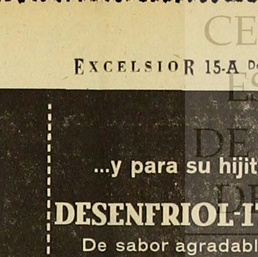 EXCELSIOR 15-A
...y para su hijit
DESENFRIOL-I
De sabor agradabl